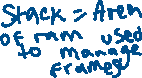 Stack = Area
of ram used
to manage
frames